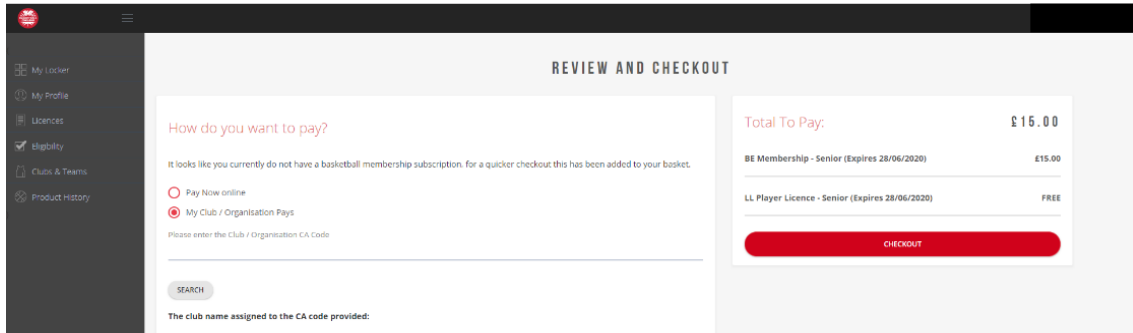 REVIEW AND CHECKOUT
My Locker
My Profile
Licences
Eligibility
Clubs & Teams
Product History
How do you want to pay?
It looks like you currently do not have a basketball membership subscription. for a quicker checkout this has been added to your basket.
Pay Now online
My Club / Organisation Pays
Please enter the Club / Organisation CA Code
SEARCH
The club name assigned to the CA code provided:
Total To Pay: £15.00
BE Membership - Senior (Expires 28/06/2020) £15.00
LL Player Licence - Senior (Expires 28/06/2020) FREE
CHECKOUT